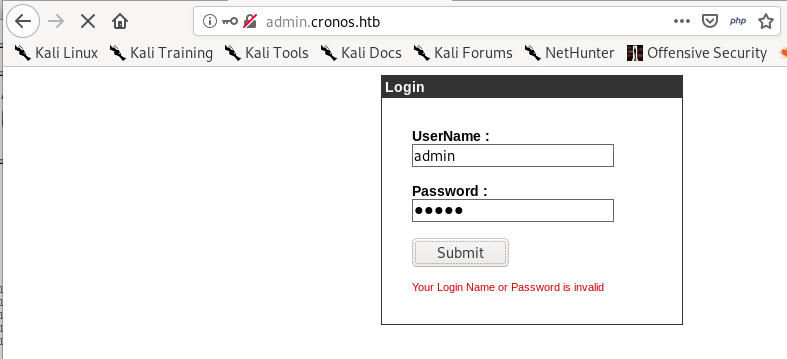 admin.cronos.htb php
Kali Linux Kali Training Kali Tools Kali Docs Kali Forums NetHunter Offensive Security
Login
UserName :
admin
Password :
●●●●●
Submit
Your Login Name or Password is invalid